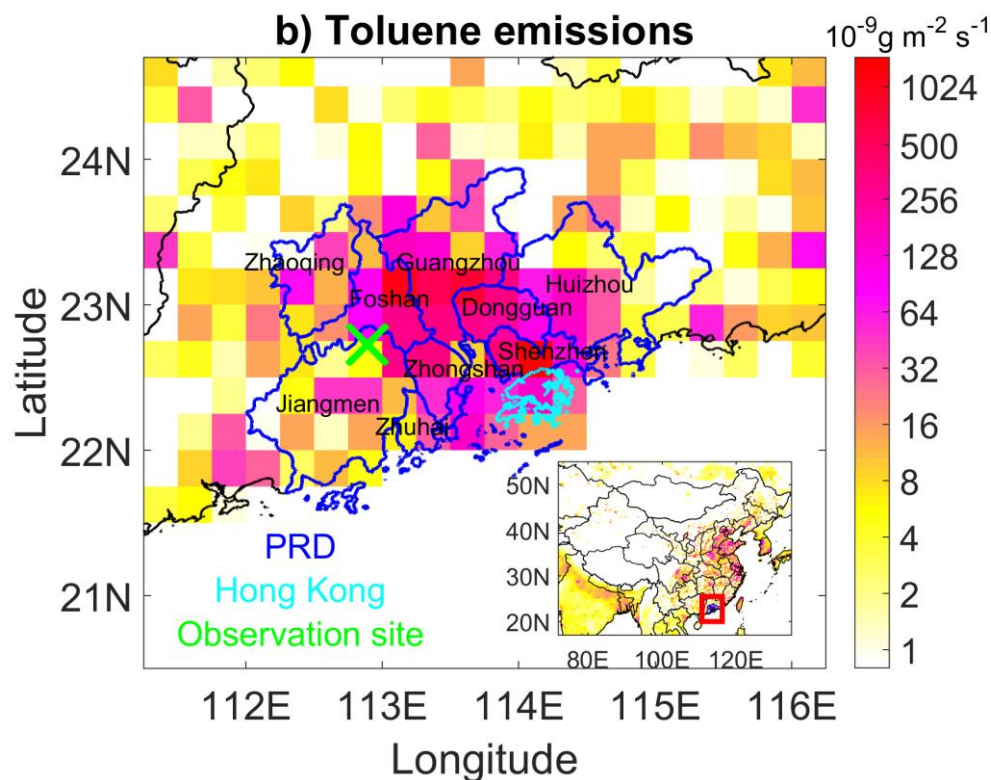 b) Toluene emissions
10⁻⁹g m⁻² s⁻¹
1024
500
256
128
64
32
16
8
4
2
1
Latitude
24N
23N
22N
21N
Zhaoqing
Guangzhou
Huizhou
Foshan
Dongguan
Shenzhen
Zhongshan
Jiangmen
Zhuhai
PRD
Hong Kong
Observation site
50N
40N
30N
20N
80E 100E 120E
112E 113E 114E 115E 116E
Longitude